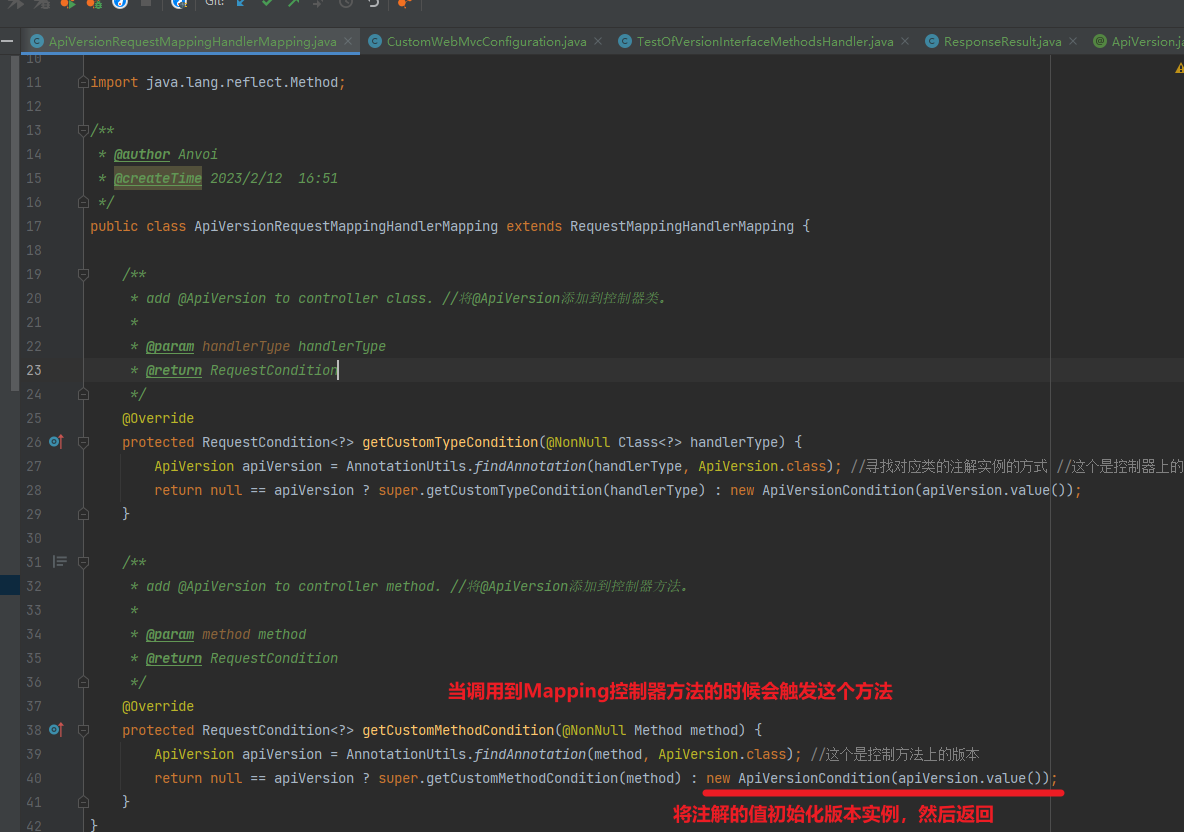 Git:
ApiVersionRequestMappingHandlerMapping.java × CustomWebMvcConfiguration.java × TestOfVersionInterfaceMethodsHandler.java × ResponseResult.java × ApiVersion.ja
10
11 import java.lang.reflect.Method;
12
13 /**
14 * @author Anvoi
15 * @createTime 2023/2/12 16:51
16 */
17 public class ApiVersionRequestMappingHandlerMapping extends RequestMappingHandlerMapping {
18
19 /**
20 * add @ApiVersion to controller class. //将@ApiVersion添加到控制器类.
21 *
22 * @param handlerType handlerType
23 * @return RequestCondition
24 */
25 @Override
26 protected RequestCondition<?> getCustomTypeCondition(@NonNull Class<?> handlerType) {
27 ApiVersion apiVersion = AnnotationUtils.findAnnotation(handlerType, ApiVersion.class); //寻找对应类的注解实例的方式 //这个是控制器上的
28 return null == apiVersion ? super.getCustomTypeCondition(handlerType) : new ApiVersionCondition(apiVersion.value());
29 }
30
31 /**
32 * add @ApiVersion to controller method. //将@ApiVersion添加到控制器方法.
33 *
34 * @param method method
35 * @return RequestCondition
36 */
当调用到Mapping控制器方法的时候会触发这个方法
37 @Override
38 protected RequestCondition<?> getCustomMethodCondition(@NonNull Method method) {
39 ApiVersion apiVersion = AnnotationUtils.findAnnotation(method, ApiVersion.class); //这个是控制方法上的版本
40 return null == apiVersion ? super.getCustomMethodCondition(method) : new ApiVersionCondition(apiVersion.value());
41 }
将注解的值初始化版本实例，然后返回
42 }